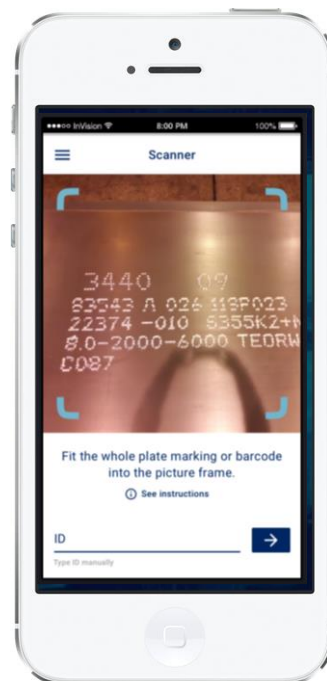 InVision 8:00 PM 100%
Scanner
3440 09
83543 A 026 118P023
22374 -010 S355K2+N
8.0-2000-6000 TEORW
C087
Fit the whole plate marking or barcode
into the picture frame.
See instructions
ID
Type ID manually